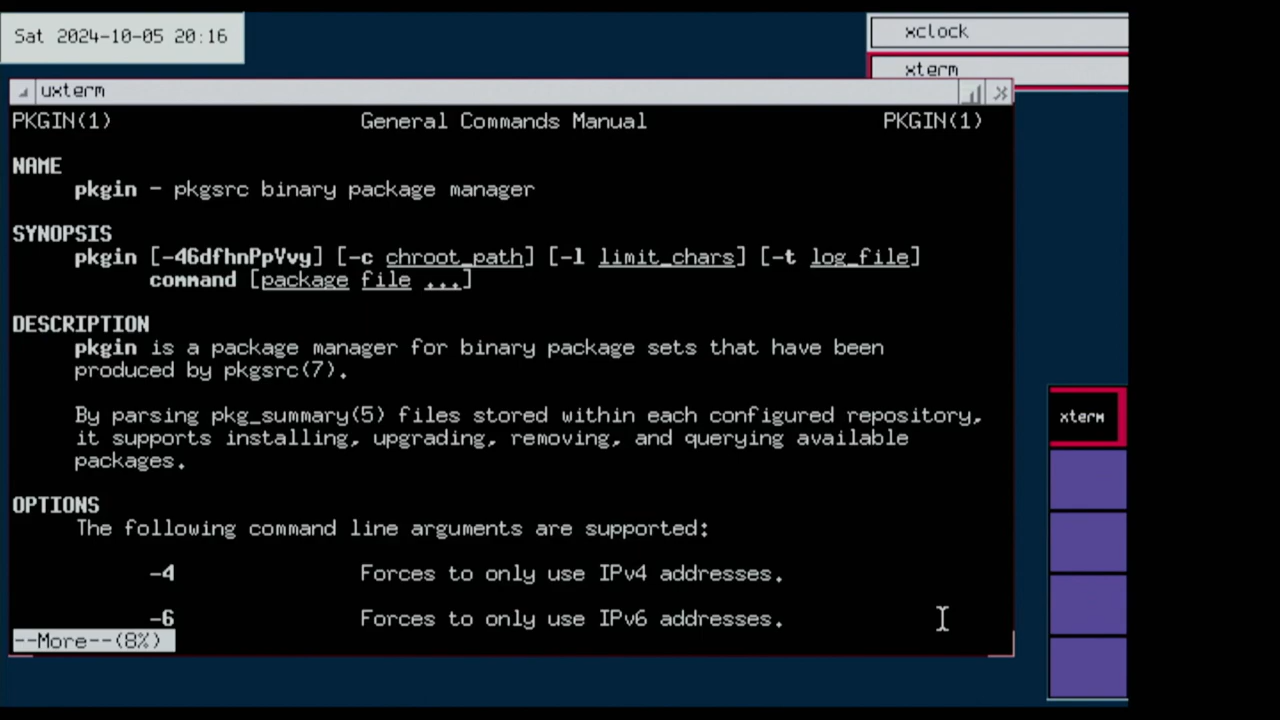 Sat 2024-10-05 20:16
xclock
xterm
uxterm
PKGIN(1) General Commands Manual PKGIN(1)
NAME
pkgin - pkgsrc binary package manager
SYNOPSIS
pkgin [-46dfhnPpVvy] [-c chroot_path] [-l limit_chars] [-t log_file]
command [package file ...]
DESCRIPTION
pkgin is a package manager for binary package sets that have been
produced by pkgsrc(7).
By parsing pkg_summary(5) files stored within each configured repository,
it supports installing, upgrading, removing, and querying available
packages.
OPTIONS
The following command line arguments are supported:
-4 Forces to only use IPv4 addresses.
-6 Forces to only use IPv6 addresses.
--More--(8%)
xterm